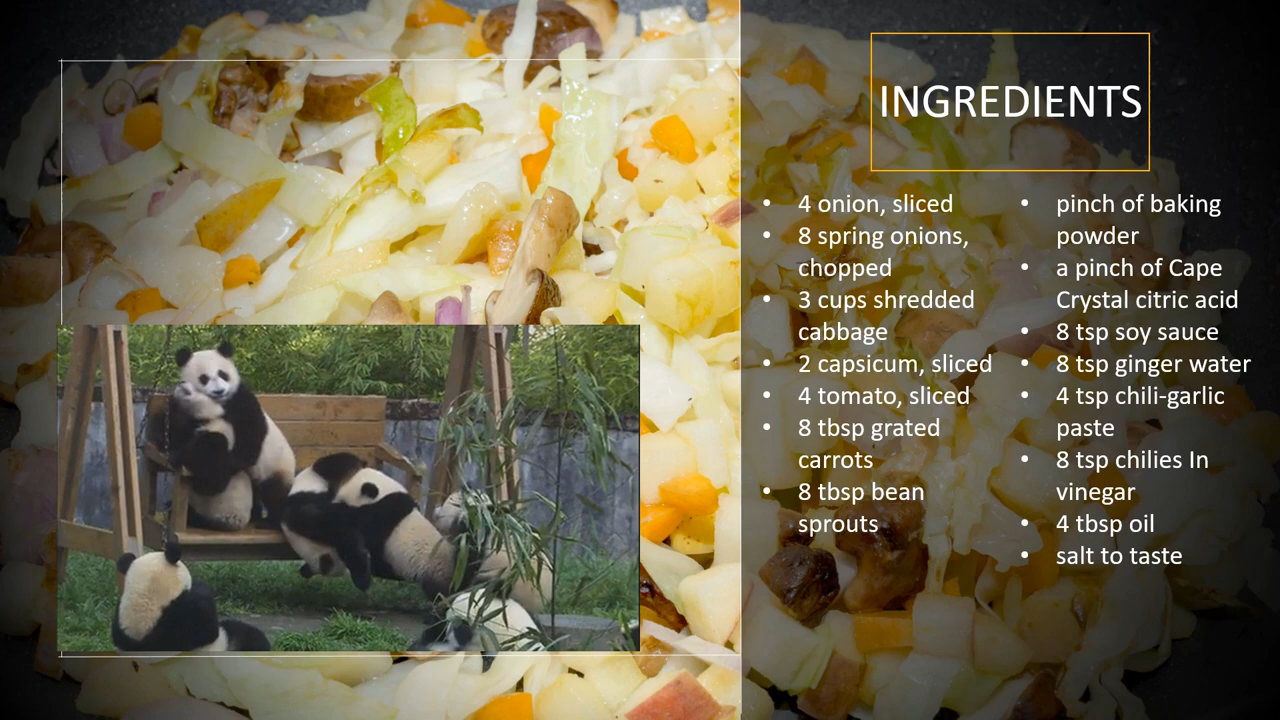 INGREDIENTS
• 4 onion, sliced
• 8 spring onions,
chopped
• 3 cups shredded
cabbage
• 2 capsicum, sliced
• 4 tomato, sliced
• 8 tbsp grated
carrots
• 8 tbsp bean
sprouts
• pinch of baking
powder
• a pinch of Cape
Crystal citric acid
• 8 tsp soy sauce
• 8 tsp ginger water
• 4 tsp chili-garlic
paste
• 8 tsp chilies In
vinegar
• 4 tbsp oil
• salt to taste